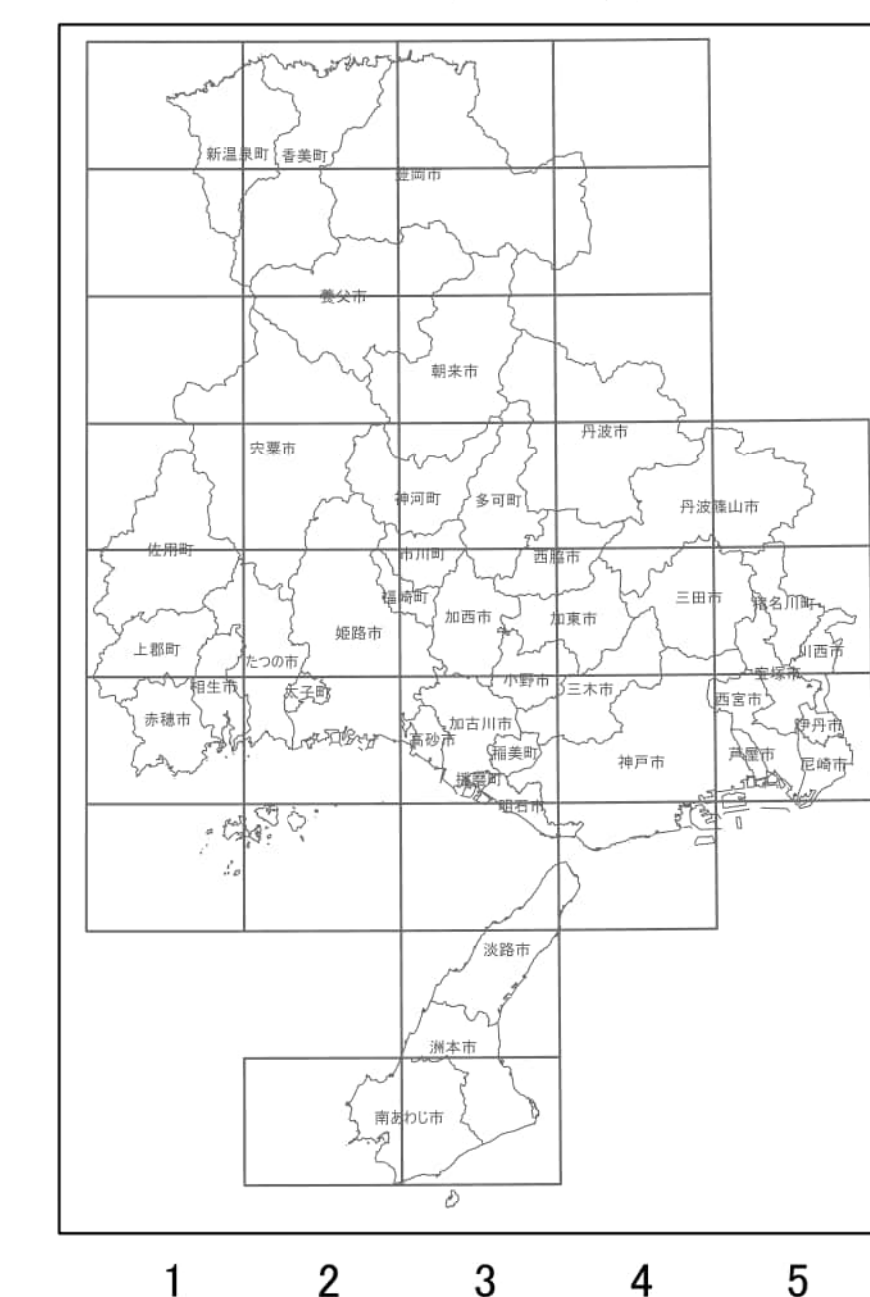 新温泉町
香美町
豊岡市
養父市
朝来市
丹波市
宍粟市
神河町
多可町
丹波篠山市
佐用町
市川町
西脇市
福崎町
加西市
加東市
三田市
猪名川町
姫路市
上郡町
たつの市
川西市
相生市
太子町
小野市
三木市
宝塚市
西宮市
赤穂市
加古川市
高砂市
稲美町
伊丹市
神戸市
芦屋市
尼崎市
播磨町
明石市
淡路市
洲本市
南あわじ市
1 2 3 4 5